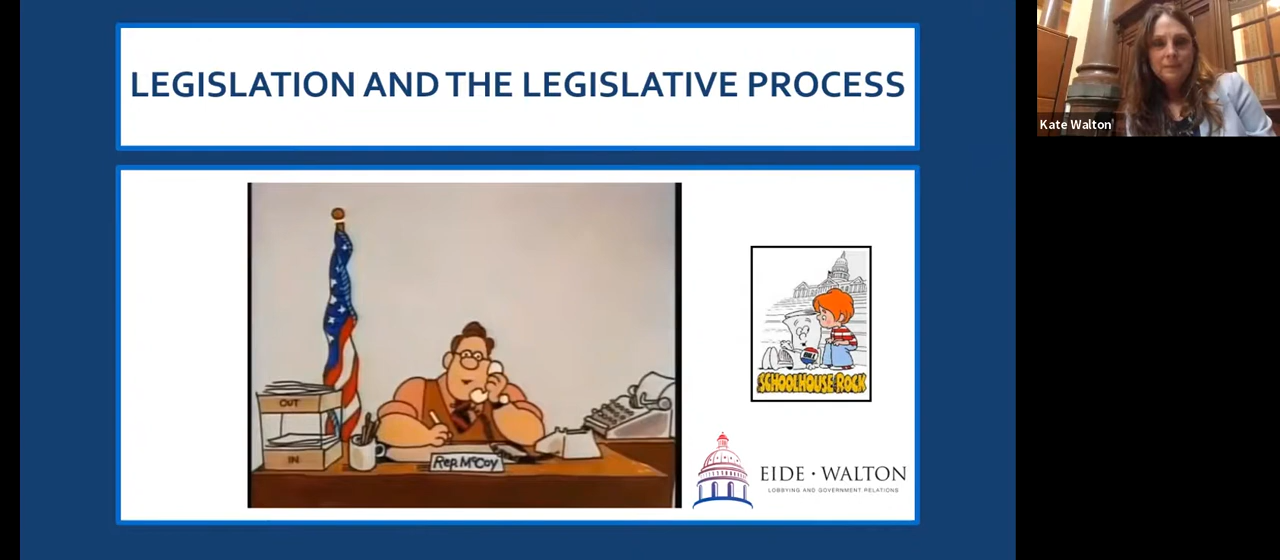 LEGISLATION AND THE LEGISLATIVE PROCESS
Kate Walton
OUT
IN
Rep. McCoy
SCHOOLHOUSE ROCK
EIDE · WALTON
LOBBYING AND GOVERNMENT RELATIONS